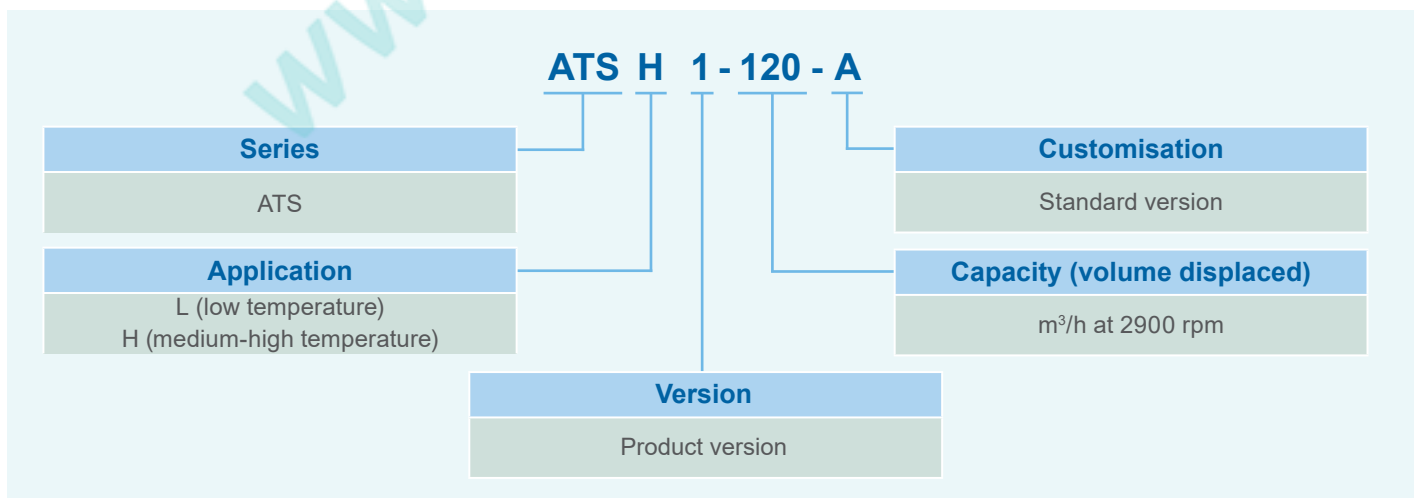 ww
ATS H 1 - 120 - A
Series
ATS
Customisation
Standard version
Application
L (low temperature)
H (medium-high temperature)
Capacity (volume displaced)
m³/h at 2900 rpm
Version
Product version